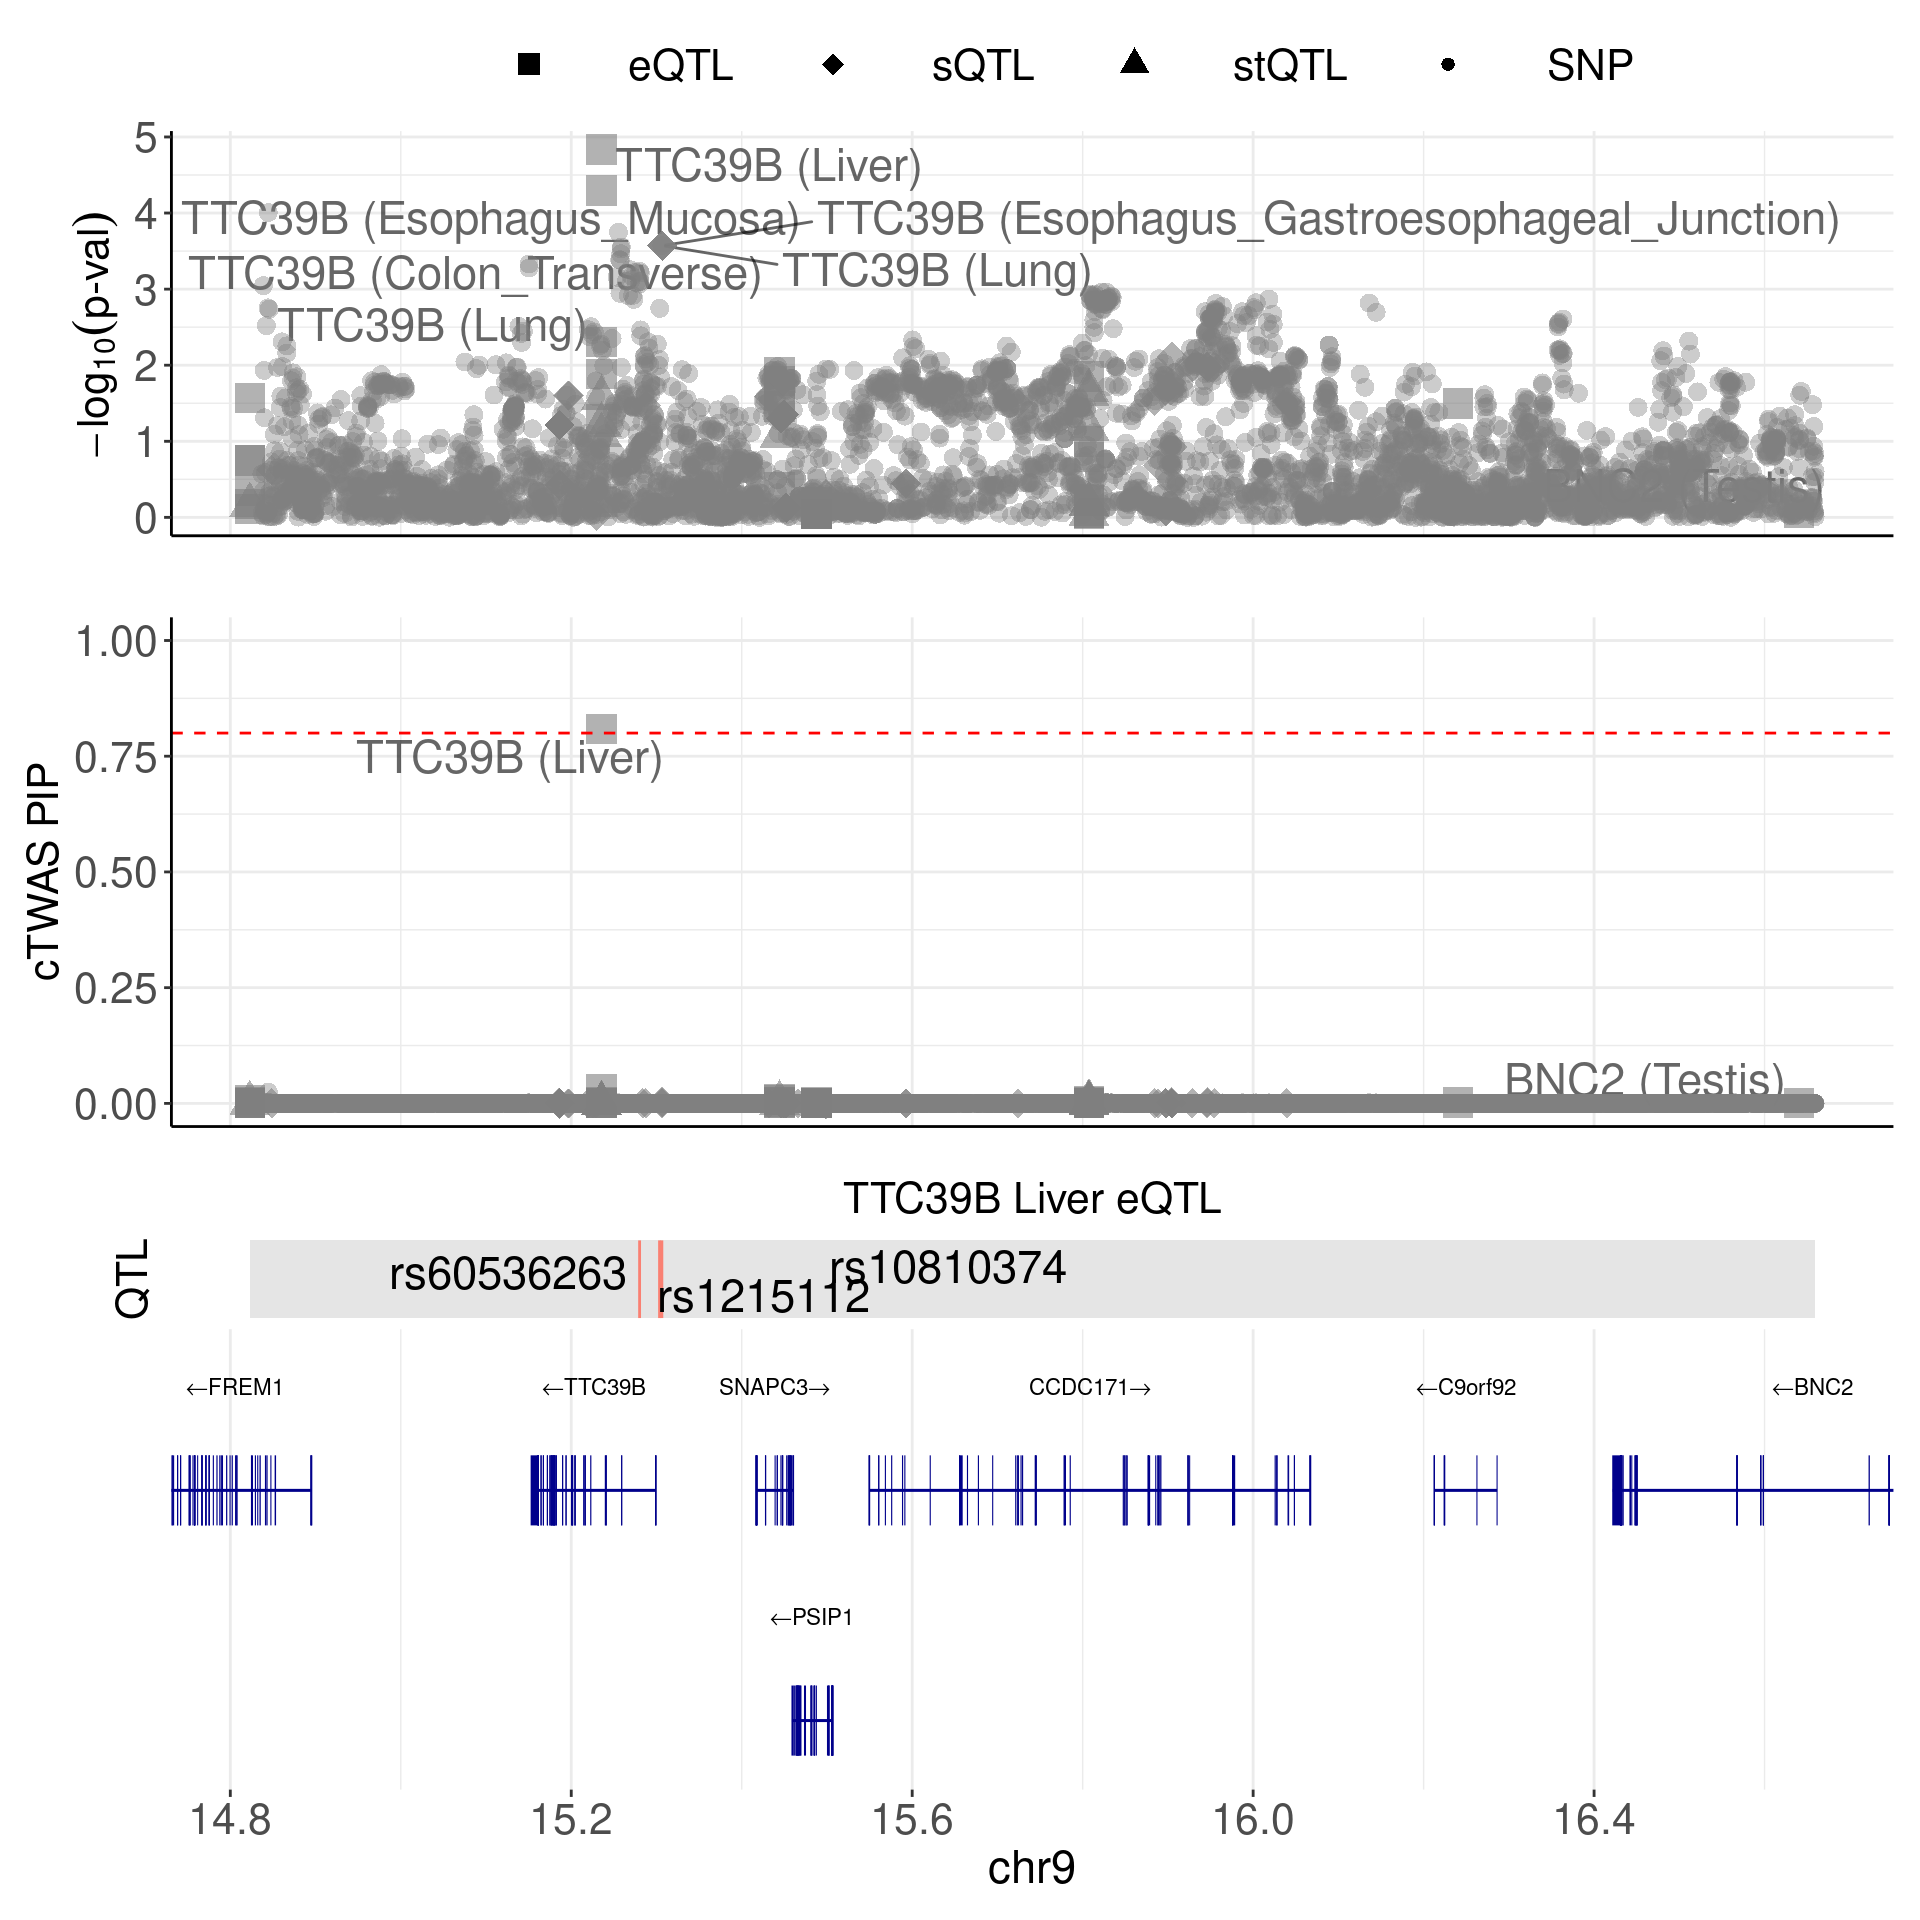 eQTL sQTL stQTL SNP
−log10(p-val)
5
4
3
2
1
0
TTC39B (Liver)
TTC39B (Esophagus_Mucosa)
TTC39B (Esophagus_Gastroesophageal_Junction)
TTC39B (Colon_Transverse)
TTC39B (Lung)
TTC39B (Lung)
cTWAS PIP
1.00
0.75
0.50
0.25
0.00
TTC39B (Liver)
BNC2 (Testis)
TTC39B Liver eQTL
QTL
rs60536263
rs10810374
rs1215112
←FREM1 ←TTC39B SNAPC3→ CCDC171→ ←C9orf92 ←BNC2
←PSIP1
14.8 15.2 15.6 16.0 16.4
chr9